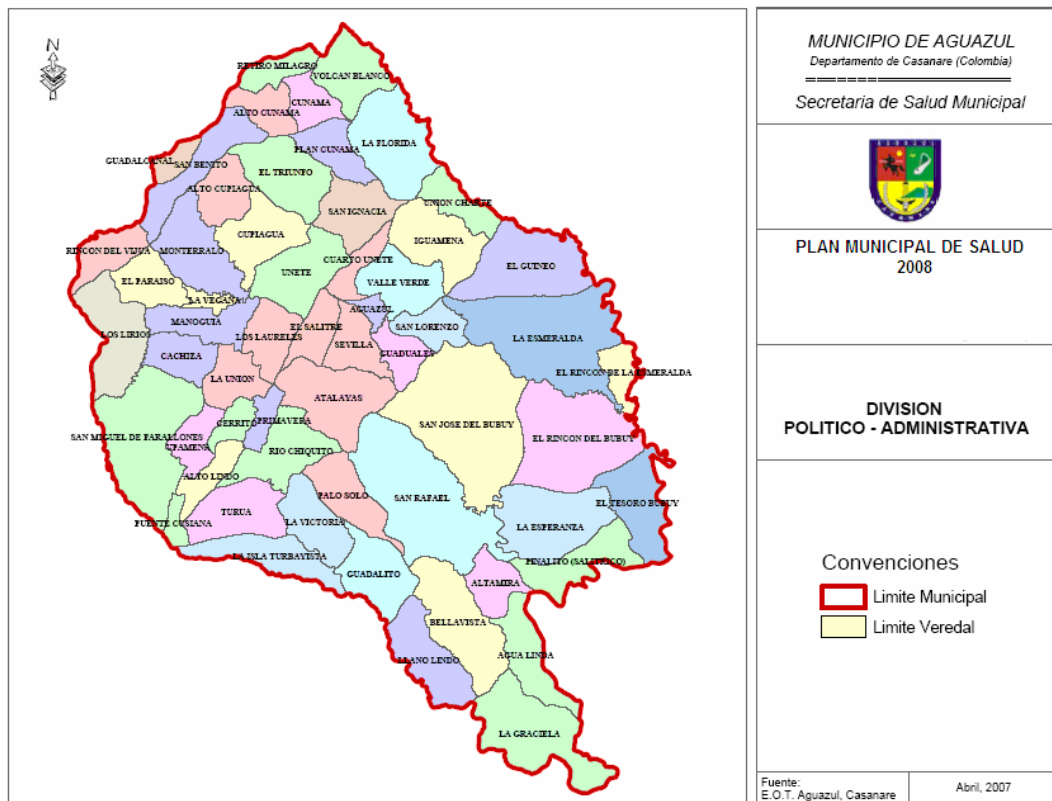 N
RETIRO MILAGRO
VOLCAN BLANCO
CUNAMA
ALTO CUNAMA
LA FLORIDA
PLAN CUNAMA
GUADALCANAL
SAN BENITO
EL TRIUNFO
ALTO CUPIAGUA
UNION CHARTE
SAN IGNACIA
CUPIAGUA
IGUAMENA
RINCON DEL VIJUA
MONTERRALO
CUARTO UNETE
EL GUINEO
UNETE
EL PARAISO
VALLE VERDE
LA VEGANA
AGUAZUL
MANOGUIA
EL SALITRE
SAN LORENZO
LOS LIRIOS
LOS LAURELES
SEVILLA
LA ESMERALDA
CACHIZA
GUADUALES
LA UNION
EL RINCON DE LA ESMERALDA
ATALAYAS
CERRITO
PRIMAVERA
SAN JOSE DEL BUBUY
SAN MIGUEL DE FARALLONES
EL RINCON DEL BUBUY
UPAMENA
RIO CHIQUITO
ALTO LINDO
PALO SOLO
SAN RAFAEL
EL TESORO BUBUY
TURUA
PUENTE CUSIANA
LA VICTORIA
LA ESPERANZA
LA ISLA TURBAYISTA
PINALITO (SALITRICO)
GUADALITO
ALTAMIRA
BELLAVISTA
LLANO LINDO
AGUA LINDA
LA GRACIELA
MUNICIPIO DE AGUAZUL
Departamento de Casanare (Colombia)
Secretaria de Salud Municipal
PLAN MUNICIPAL DE SALUD
2008
DIVISION
POLITICO - ADMINISTRATIVA
Convenciones
Limite Municipal
Limite Veredal
Fuente:
E.O.T. Aguazul, Casanare
Abril, 2007